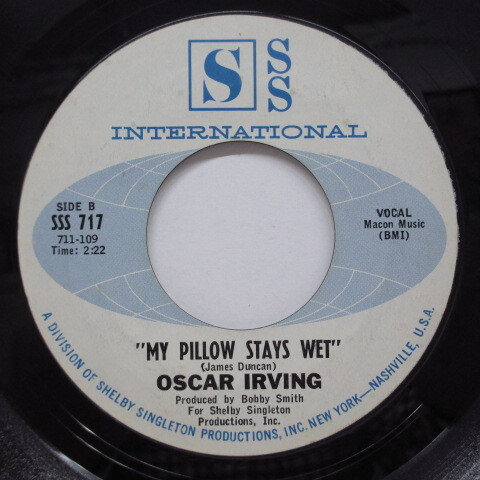 S S
S
INTERNATIONAL
SIDE B
SSS 717
711-109
Time: 2:22
VOCAL
Macon Music
(BMI)
"MY PILLOW STAYS WET"
(James Duncan)
OSCAR IRVING
Produced by Bobby Smith
For Shelby Singleton
Productions, Inc.
A DIVISION OF SHELBY SINGLETON PRODUCTIONS, INC. NEW YORK—NASHVILLE, U.S.A.